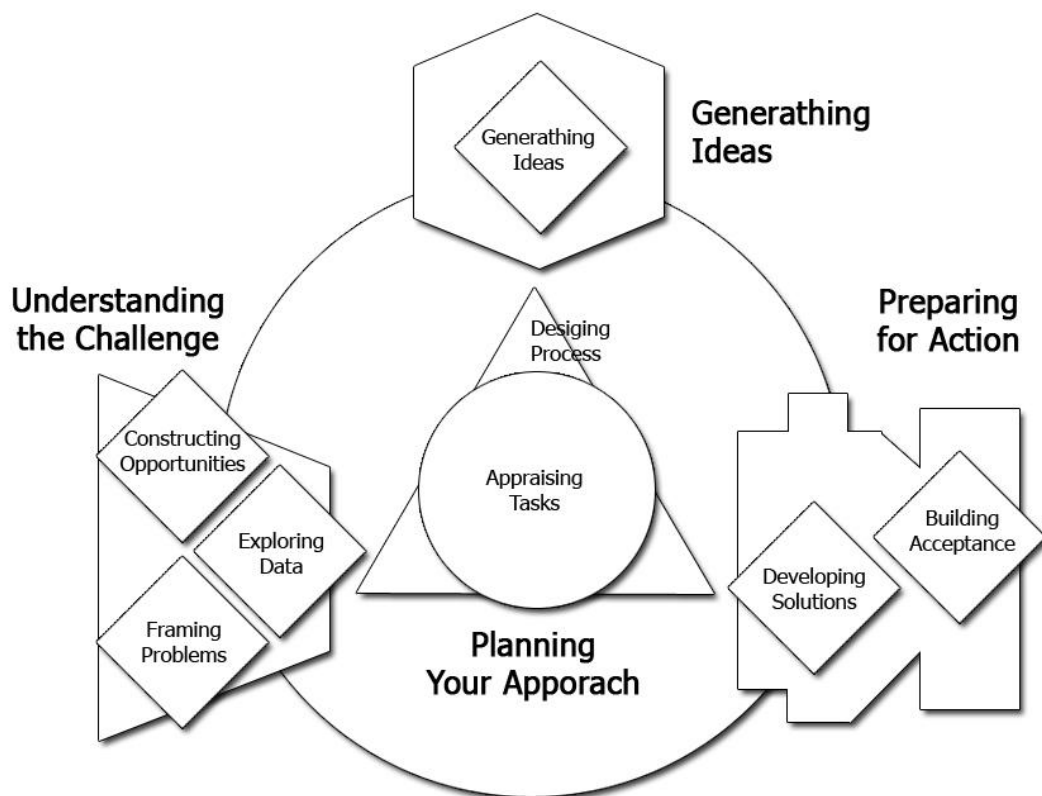 Generathing
Ideas
Generathing
Ideas
Understanding
the Challenge
Preparing
for Action
Desiging
Process
Constructing
Opportunities
Appraising
Tasks
Exploring
Data
Building
Acceptance
Developing
Solutions
Framing
Problems
Planning
Your Apporach